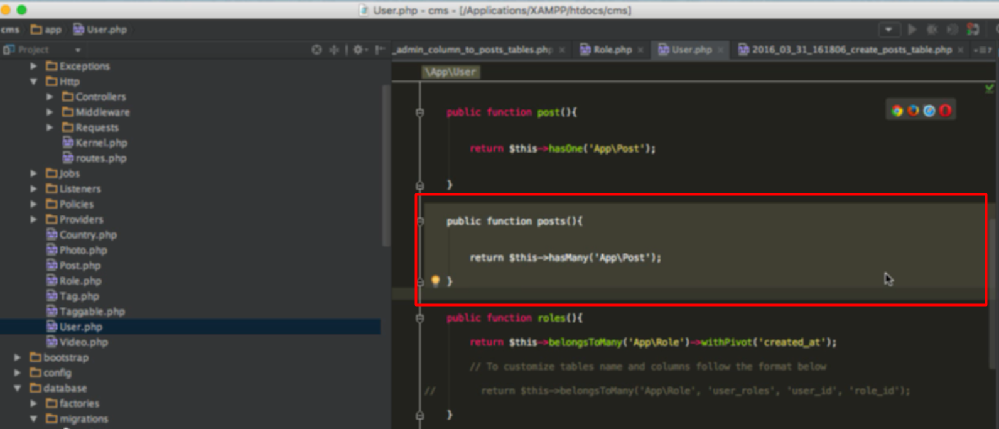 User.php - cms - [/Applications/XAMPP/htdocs/cms]
cms app User.php
Project
_admin_column_to_posts_tables.php Role.php User.php 2016_03_31_161806_create_posts_table.php
\App\User
Exceptions
Http
Controllers
Middleware
Requests
Kernel.php
routes.php
Jobs
Listeners
Policies
Providers
Country.php
Photo.php
Post.php
Role.php
Tag.php
Taggable.php
User.php
Video.php
bootstrap
config
database
factories
migrations
public function post(){
return $this->hasOne('App\Post');
}
public function posts(){
return $this->hasMany('App\Post');
}
public function roles(){
return $this->belongsToMany('App\Role')->withPivot('created_at');
// To customize tables name and columns follow the format below
// return $this->belongsToMany('App\Role', 'user_roles', 'user_id', 'role_id');
}